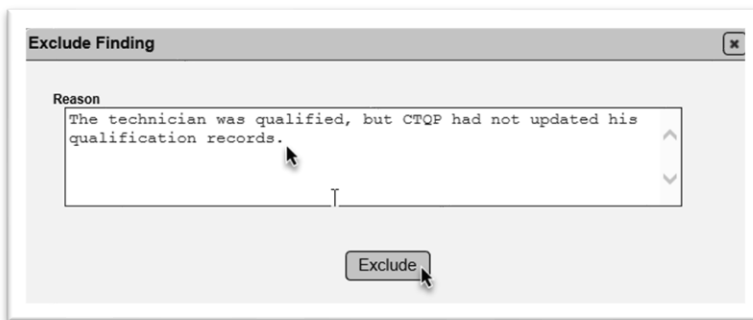 Exclude Finding
Reason
The technician was qualified, but CTQP had not updated his
qualification records.
Exclude